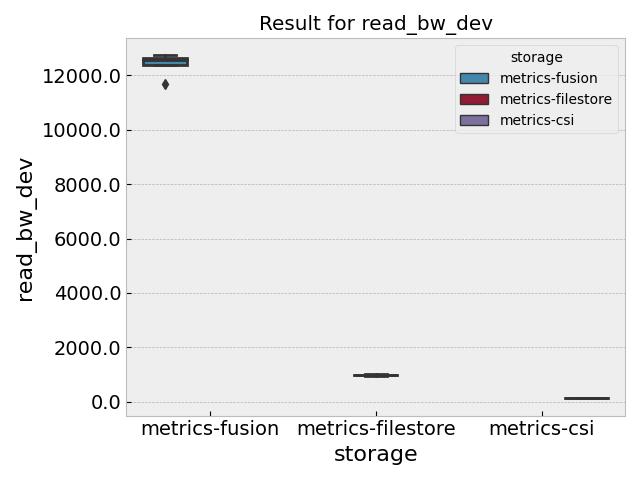 Result for read_bw_dev
storage
metrics-fusion
metrics-filestore
metrics-csi
read_bw_dev
12000.0
10000.0
8000.0
6000.0
4000.0
2000.0
0.0
metrics-fusion metrics-filestore metrics-csi
storage